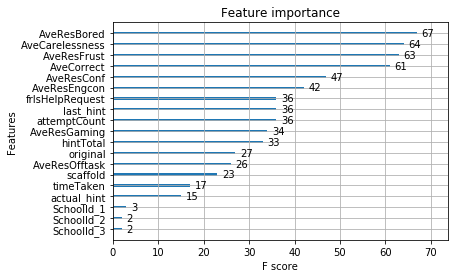 Feature importance
Features
AveResBored 67
AveCarelessness 64
AveResFrust 63
AveCorrect 61
AveResConf 47
AveResEngcon 42
frIsHelpRequest 36
last_hint 36
attemptCount 36
AveResGaming 34
hintTotal 33
original 27
AveResOfftask 26
scaffold 23
timeTaken 17
actual_hint 15
SchoolId_1 3
SchoolId_2 2
SchoolId_3 2
0 10 20 30 40 50 60 70
F score